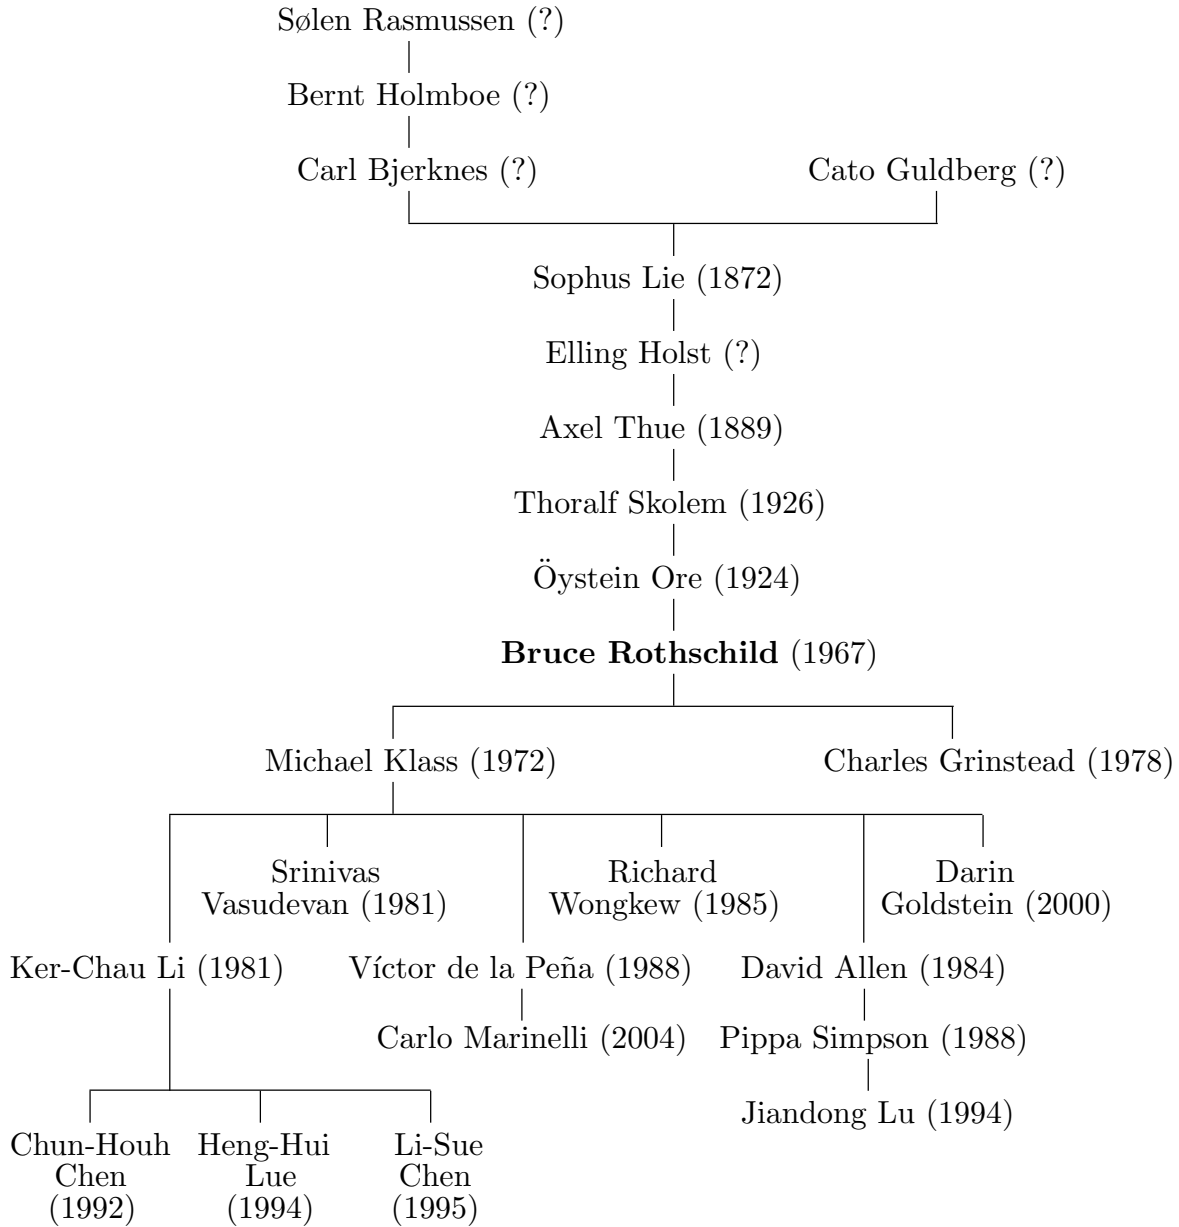 Sølen Rasmussen (?)
Bernt Holmboe (?)
Carl Bjerknes (?)
Cato Guldberg (?)
Sophus Lie (1872)
Elling Holst (?)
Axel Thue (1889)
Thoralf Skolem (1926)
Öystein Ore (1924)
Bruce Rothschild (1967)
Michael Klass (1972)
Charles Grinstead (1978)
Srinivas
Vasudevan (1981)
Richard
Wongkew (1985)
Darin
Goldstein (2000)
Ker-Chau Li (1981)
Víctor de la Peña (1988)
David Allen (1984)
Carlo Marinelli (2004)
Pippa Simpson (1988)
Jiandong Lu (1994)
Chun-Houh
Chen
(1992)
Heng-Hui
Lue
(1994)
Li-Sue
Chen
(1995)